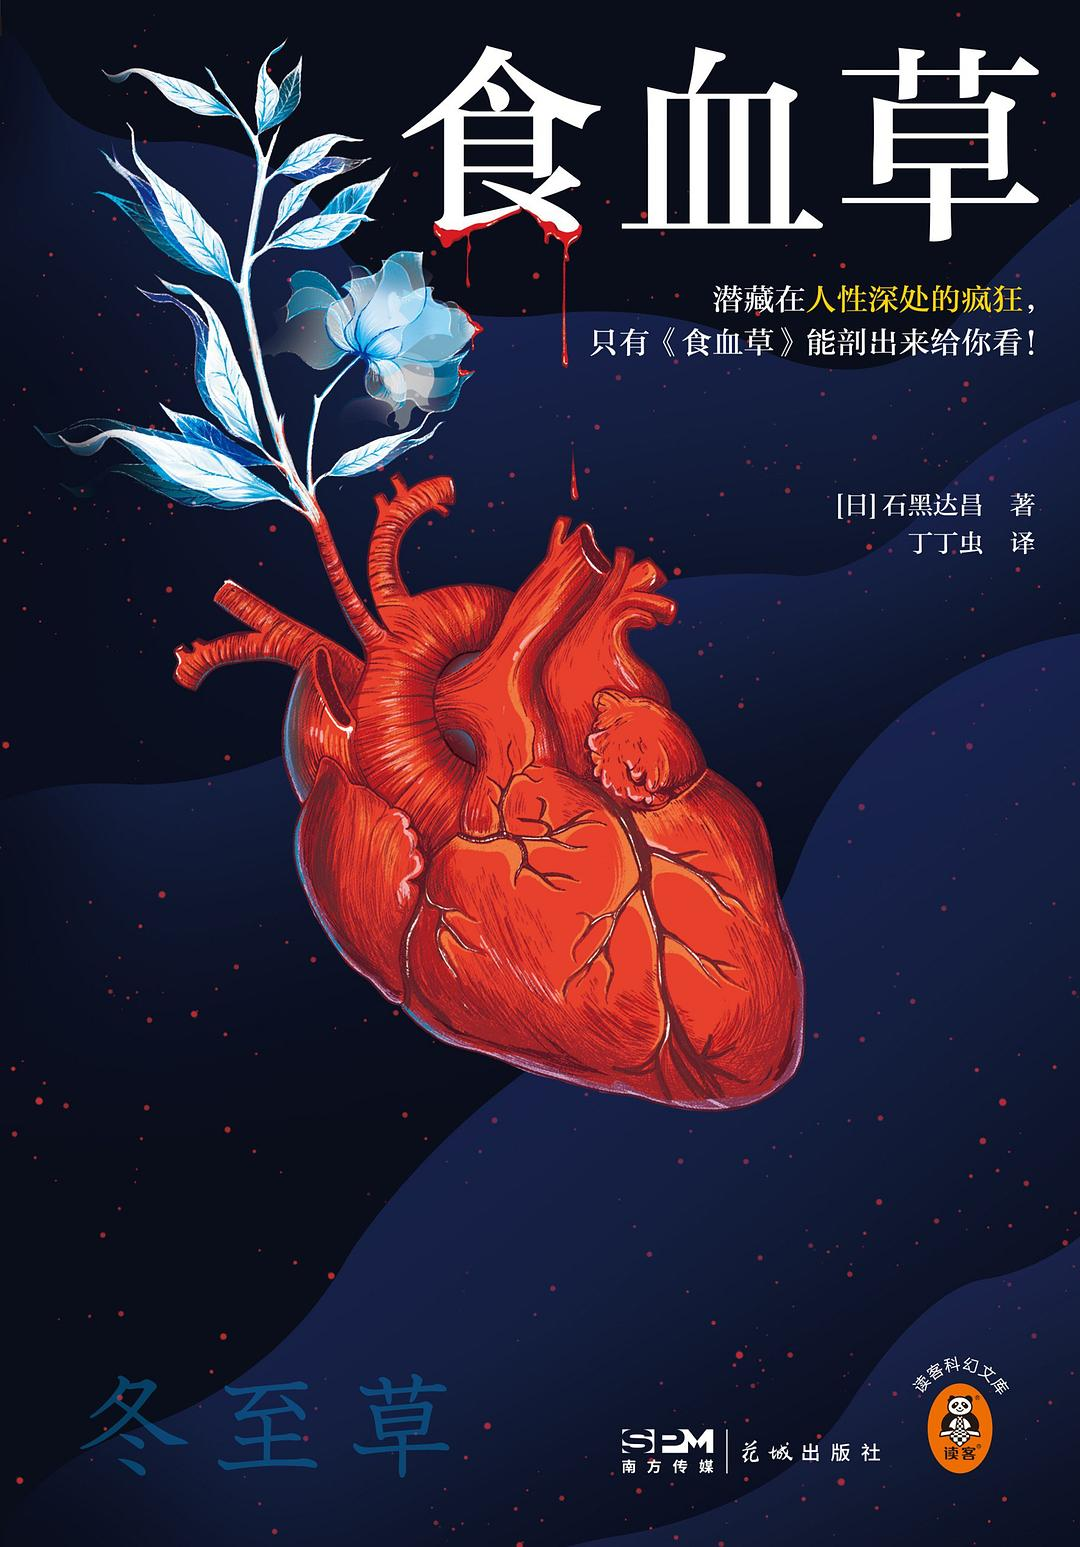 食血草
潜藏在人性深处的疯狂，
只有《食血草》能剖出来给你看！
[日]石黑达昌 著
丁丁虫 译
冬至草
SPM
南方传媒
花城出版社
读客科幻文库
读客®